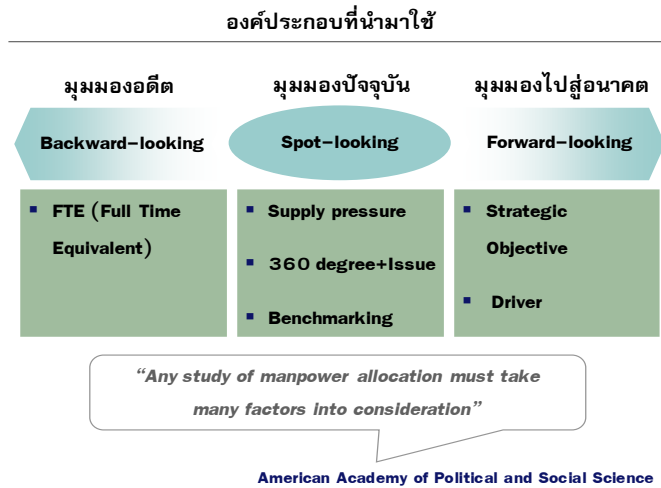 องค์ประกอบที่นำมาใช้
มุมมองอดีต
มุมมองปัจจุบัน
มุมมองไปสู่อนาคต
Backward-looking
Spot-looking
Forward-looking
▪ FTE (Full Time
Equivalent)
▪ Supply pressure
▪ 360 degree+Issue
▪ Benchmarking
▪ Strategic
Objective
▪ Driver
“Any study of manpower allocation must take
many factors into consideration”
American Academy of Political and Social Science